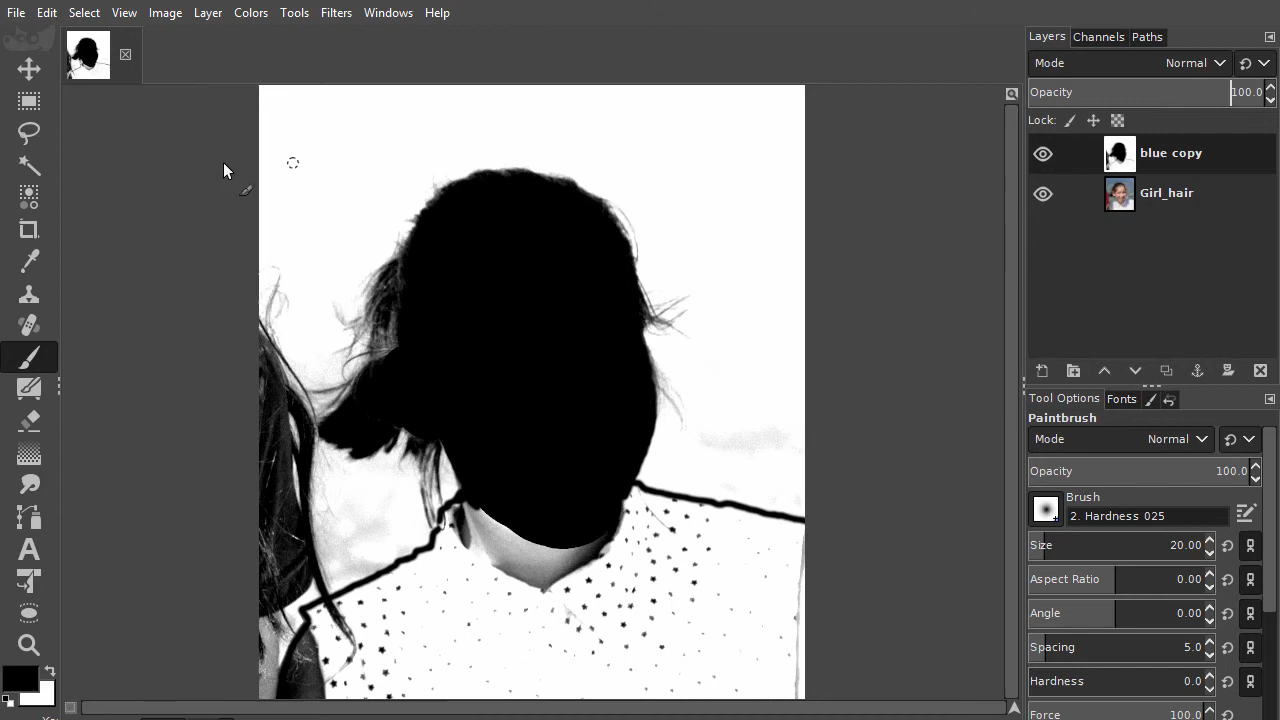 File Edit View Image Layer Colors Tools Filters Windows Help
Layers Channels Paths
Mode Normal
Opacity 100.0
Lock:
blue copy
Girl_hair
Tool Options Fonts
Paintbrush
Mode Normal
Opacity 100.0
Brush
2. Hardness 025
Size 20.00
Aspect Ratio 0.00
Angle 0.00
Spacing 5.0
Hardness 0.0
Force 100.0